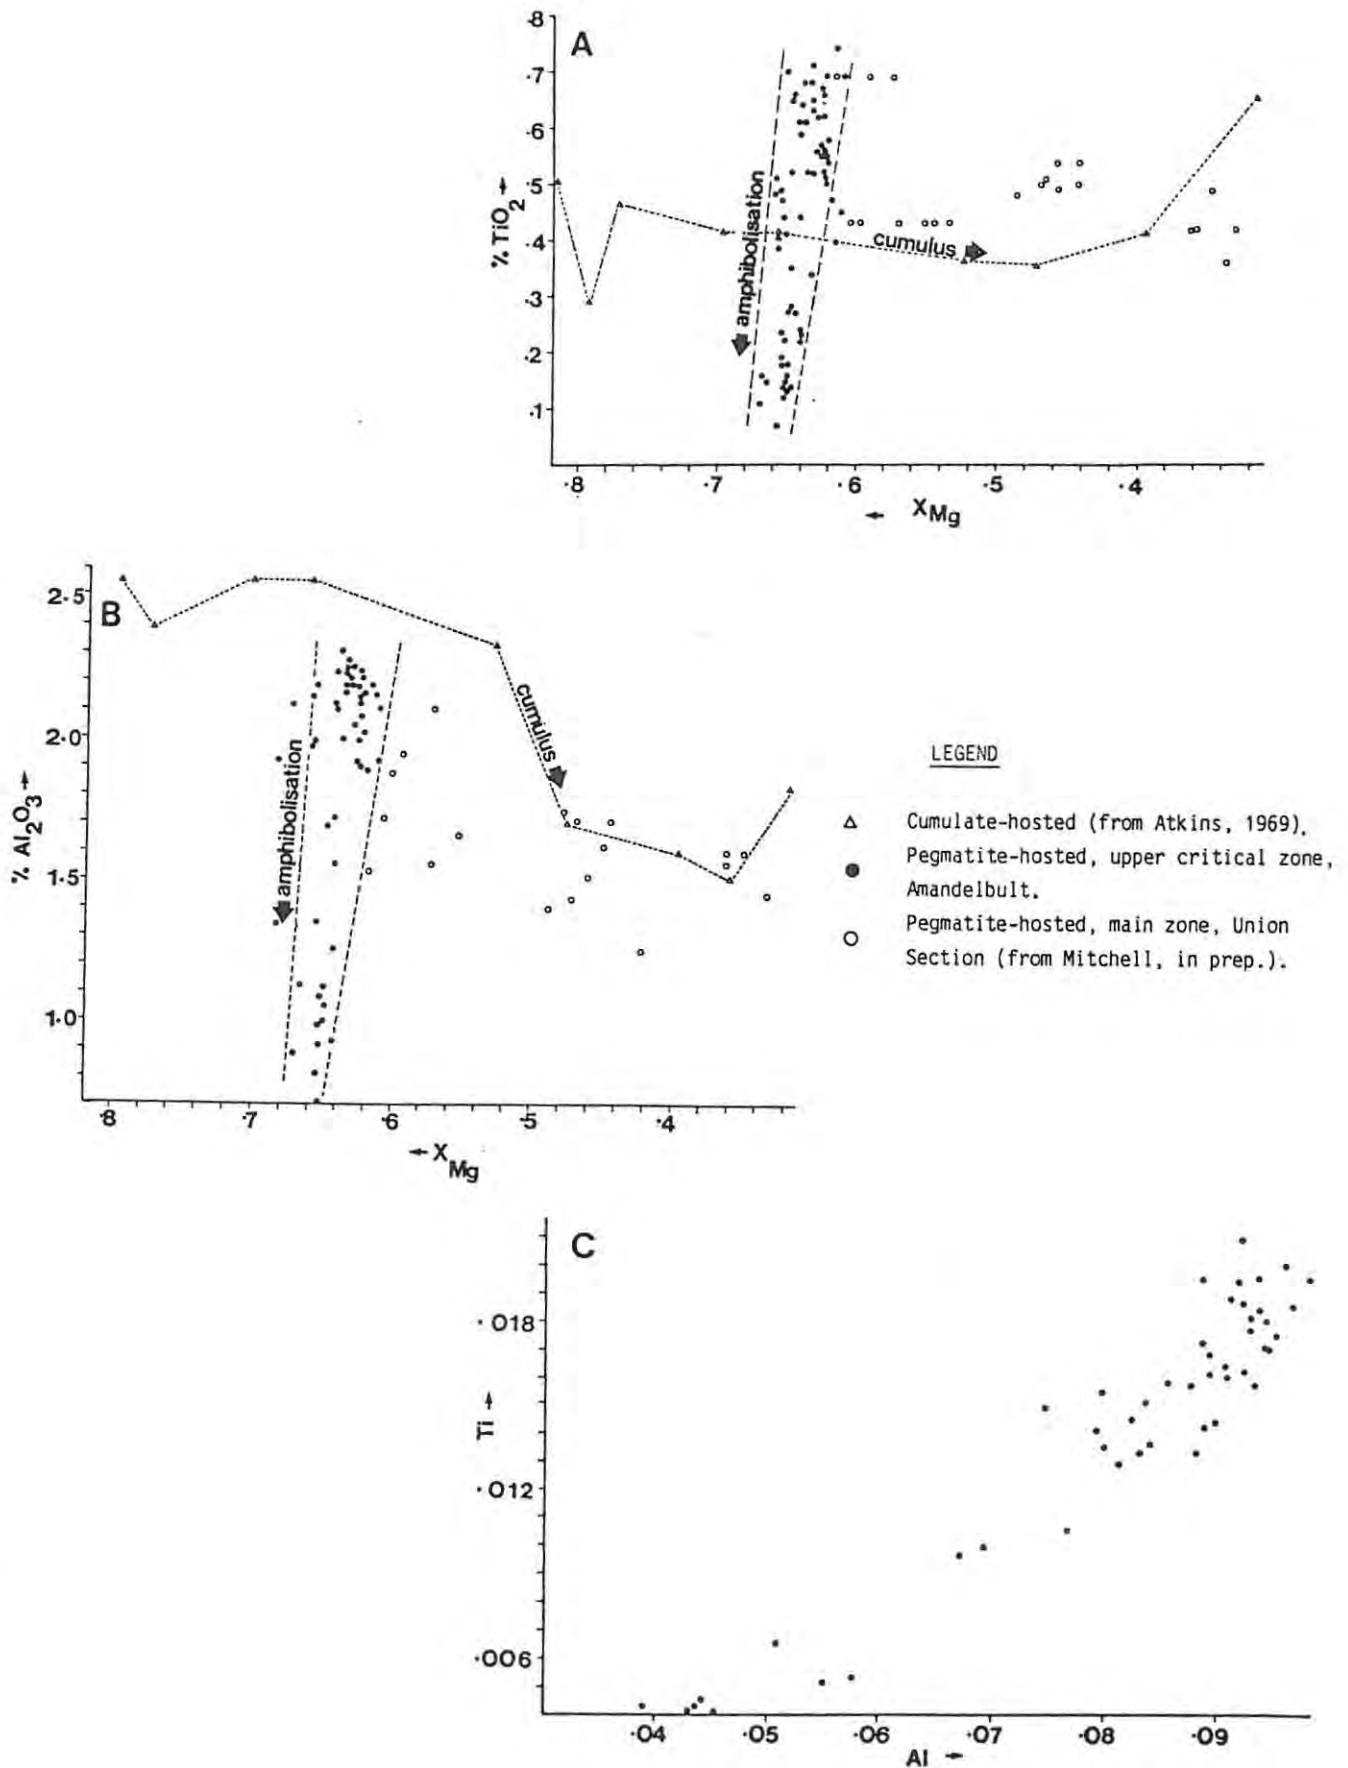 A
.8
.7
.6
.5
.4
.3
.2
.1
% TiO2 →
amphibolisation
cumulus
.8 .7 .6 .5 .4
← XMg
B
2.5
2.0
1.5
1.0
% Al2O3 →
amphibolisation
cumulus
.8 .7 .6 .5 .4
← XMg
LEGEND
△ Cumulate-hosted (from Atkins, 1969).
● Pegmatite-hosted, upper critical zone,
Amandelbult.
○ Pegmatite-hosted, main zone, Union
Section (from Mitchell, in prep.).
C
.018
.012
.006
Ti →
.04 .05 .06 .07 .08 .09
Al →